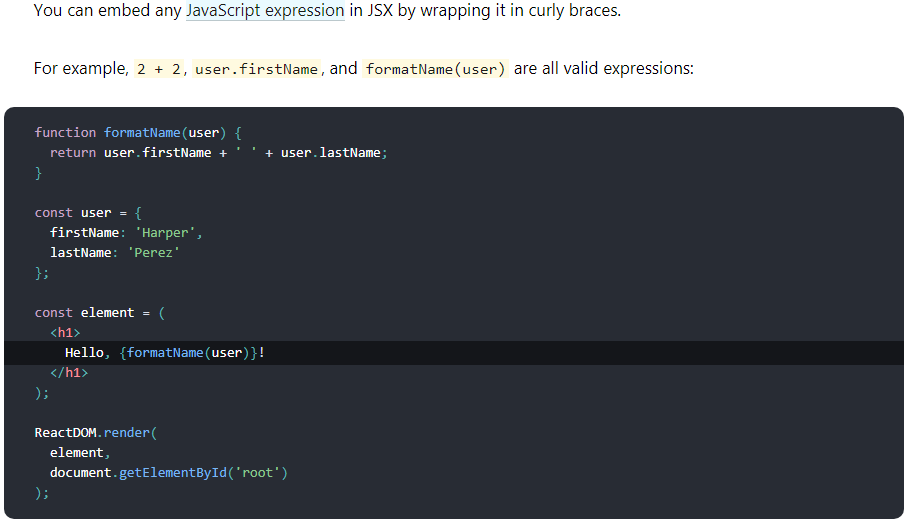 You can embed any JavaScript expression in JSX by wrapping it in curly braces.
For example, 2 + 2, user.firstName, and formatName(user) are all valid expressions:
function formatName(user) {
  return user.firstName + ' ' + user.lastName;
}
const user = {
  firstName: 'Harper',
  lastName: 'Perez'
};
const element = (
  <h1>
    Hello, {formatName(user)}!
  </h1>
);
ReactDOM.render(
  element,
  document.getElementById('root')
);